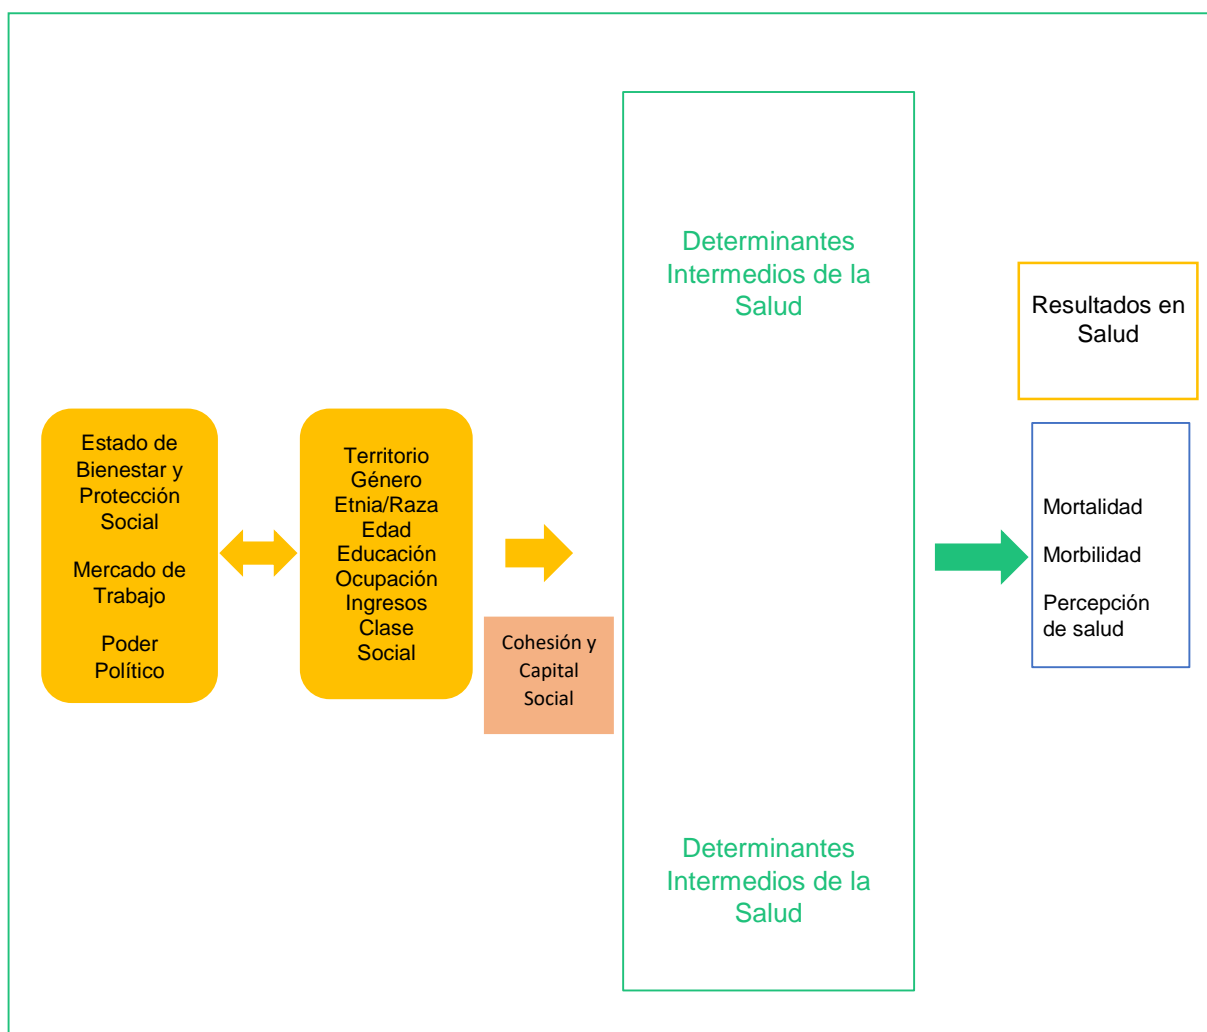 Estado de
Bienestar y
Protección
Social
Mercado de
Trabajo
Poder
Político
Territorio
Género
Etnia/Raza
Edad
Educación
Ocupación
Ingresos
Clase
Social
Cohesión y
Capital
Social
Determinantes
Intermedios de la
Salud
Determinantes
Intermedios de la
Salud
Resultados en
Salud
Mortalidad
Morbilidad
Percepción
de salud